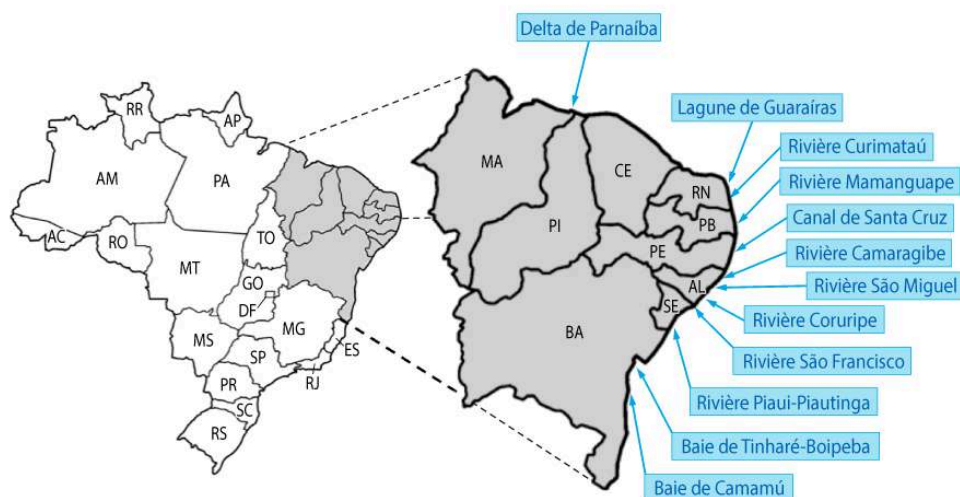 Delta de Parnaíba
Lagune de Guaraíras
Rivière Curimataú
Rivière Mamanguape
Canal de Santa Cruz
Rivière Camaragibe
Rivière São Miguel
Rivière Coruripe
Rivière São Francisco
Rivière Piaui-Piautinga
Baie de Tinharé-Boipeba
Baie de Camamú
RR
AP
AM
PA
AC
RO
TO
MT
GO
DF
MG
MS
ES
SP
RJ
PR
SC
RS
MA
CE
RN
PB
PI
PE
AL
SE
BA